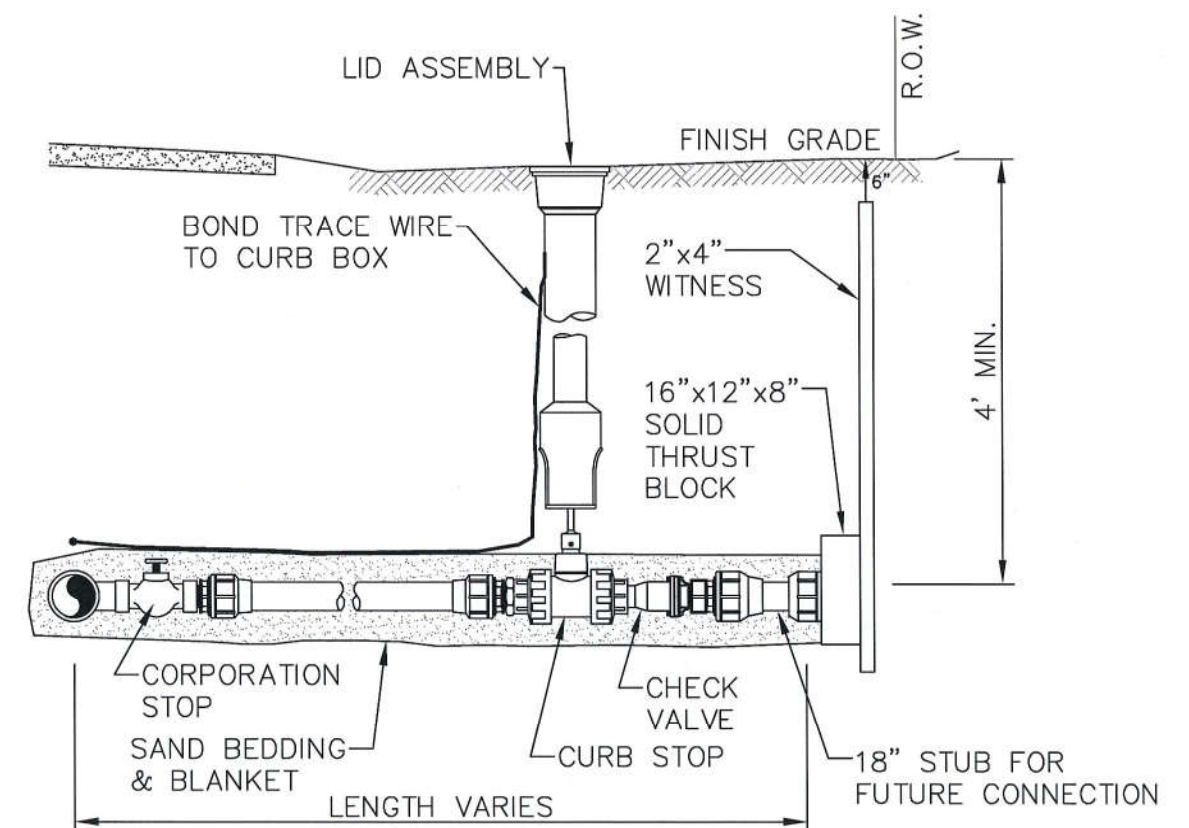 R.O.W.
LID ASSEMBLY
FINISH GRADE
6"
BOND TRACE WIRE
TO CURB BOX
2"x4"
WITNESS
4' MIN.
16"x12"x8"
SOLID
THRUST
BLOCK
CORPORATION
STOP
CHECK
VALVE
SAND BEDDING
& BLANKET
CURB STOP
18" STUB FOR
FUTURE CONNECTION
LENGTH VARIES